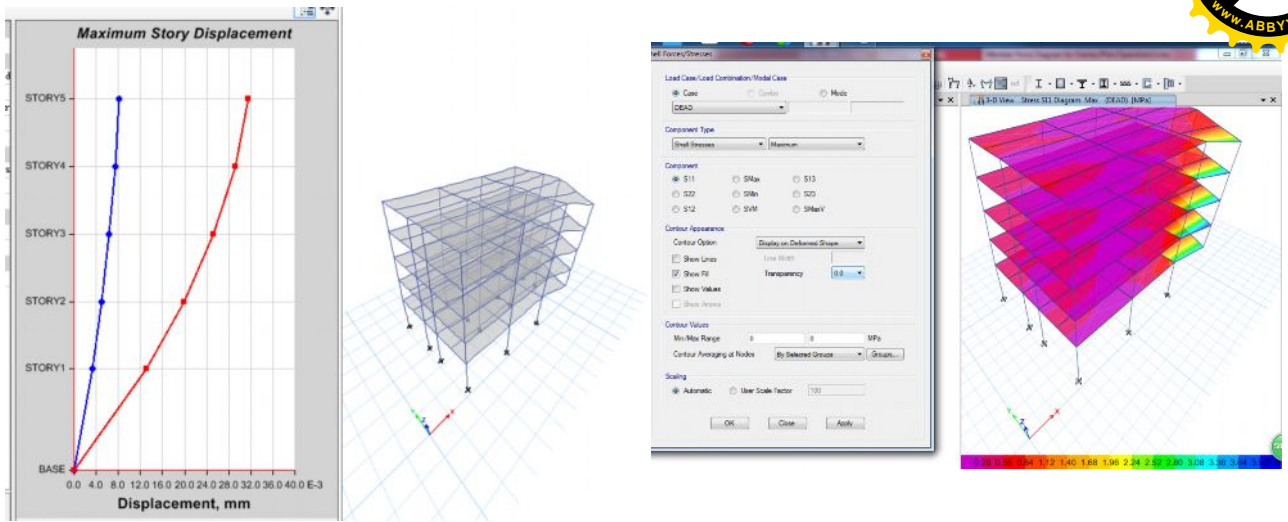 Maximum Story Displacement
STORY5
STORY4
STORY3
STORY2
STORY1
BASE
0.0 4.0 8.0 12.0 16.0 20.0 24.0 28.0 32.0 36.0 40.0 E-3
Displacement, mm
X
WWW.ABBY
Forces/Stresses
Load Case/Load Combination/Modal Case
Case Combo Mode
DEAD
Component Type
Shell Stresses Maximum
Component
S11 SMax S13
S22 SMin S23
S12 SVM SMaxV
Contour Appearance
Contour Option Display on Deformed Shape
Show Lines Line Width
Show Fill Transparency 0.0
Show Values
Show Arrows
Contour Values
Min/Max Range 0 0 MPa
Contour Averaging at Nodes By Selected Groups Groups...
Scaling
Automatic User Scale Factor 100
OK Close Apply
3-D View Stress S11 Diagram Max (DEAD) [MPa]
X
0.28 0.56 0.84 1.12 1.40 1.68 1.96 2.24 2.52 2.80 3.08 3.36 3.64